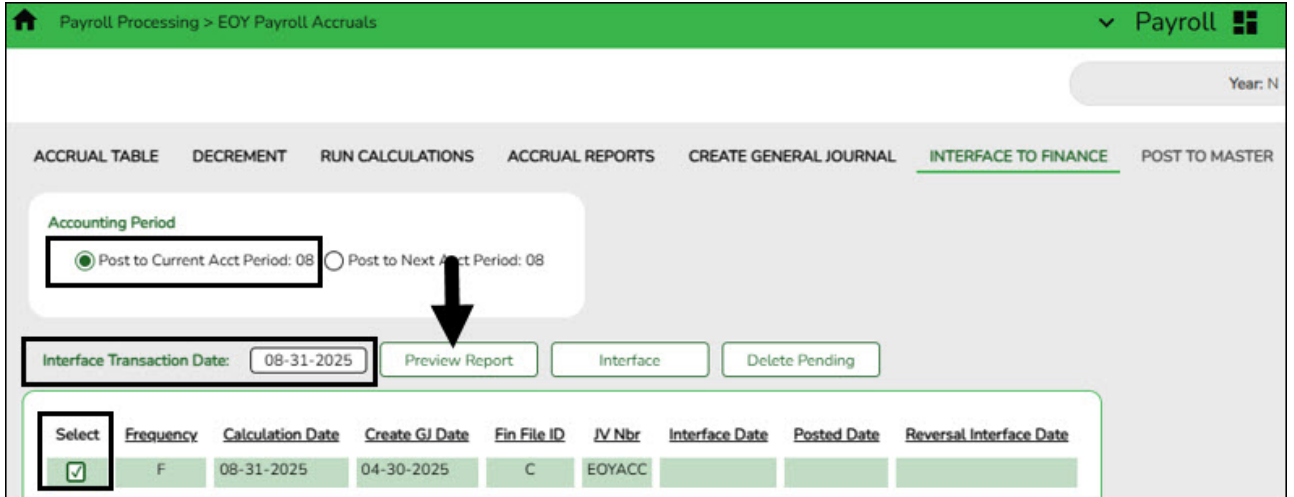 Payroll Processing > EOY Payroll Accruals
Payroll
Year: N
ACCRUAL TABLE DECREMENT RUN CALCULATIONS ACCRUAL REPORTS CREATE GENERAL JOURNAL INTERFACE TO FINANCE POST TO MASTER
Accounting Period
Post to Current Acct Period: 08 Post to Next Acct Period: 08
Interface Transaction Date: 08-31-2025 Preview Report Interface Delete Pending
Select Frequency Calculation Date Create GJ Date Fin File ID JV Nbr Interface Date Posted Date Reversal Interface Date
F 08-31-2025 04-30-2025 C EOYACC